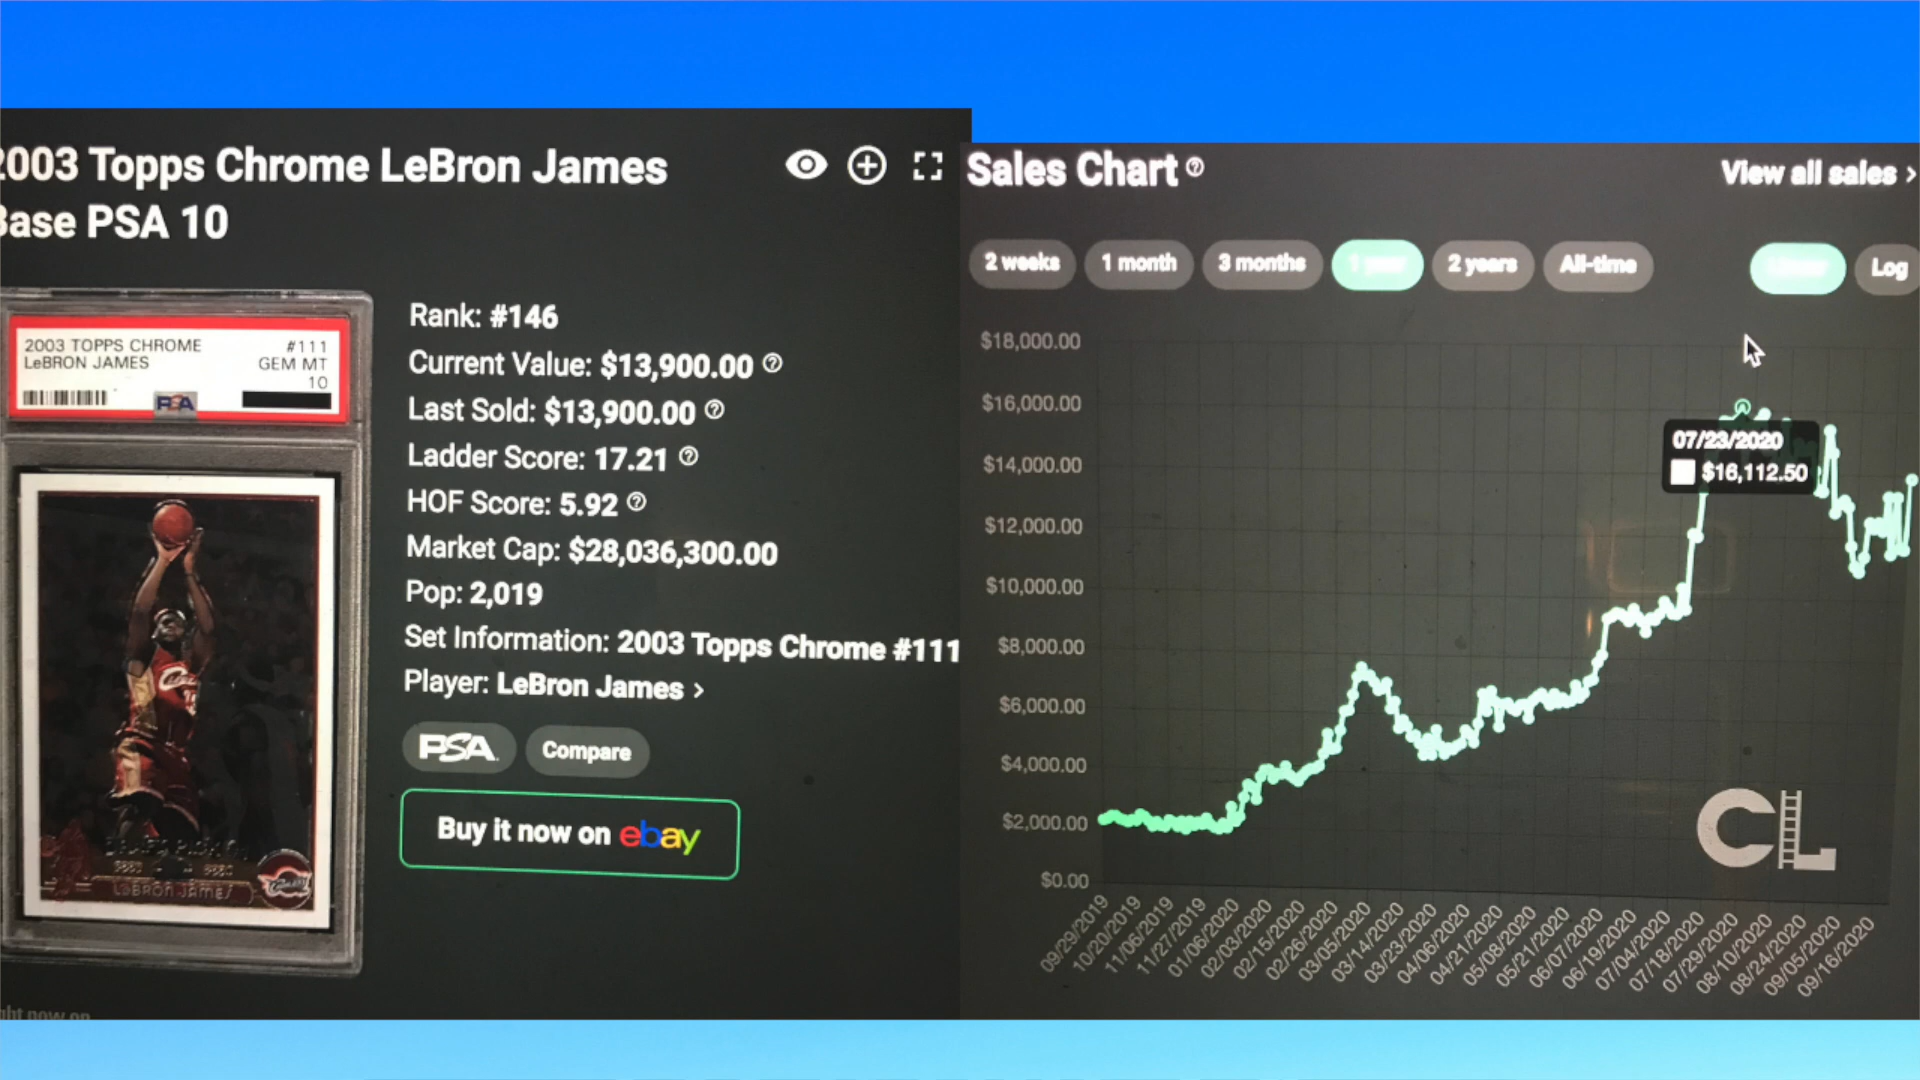 2003 Topps Chrome LeBron James
Base PSA 10
2003 TOPPS CHROME #111
LeBRON JAMES GEM MT
10
PSA
LEBRON JAMES
Rank: #146
Current Value: $13,900.00
Last Sold: $13,900.00
Ladder Score: 17.21
HOF Score: 5.92
Market Cap: $28,036,300.00
Pop: 2,019
Set Information: 2003 Topps Chrome #111
Player: LeBron James >
PSA Compare
Buy it now on ebay
ght now on
Sales Chart
View all sales >
2 weeks 1 month 3 months 1 year 2 years All-time Linear Log
$18,000.00
$16,000.00
$14,000.00
$12,000.00
$10,000.00
$8,000.00
$6,000.00
$4,000.00
$2,000.00
$0.00
07/23/2020
$16,112.50
CL
09/29/2019
10/20/2019
11/06/2019
11/27/2019
01/06/2020
02/03/2020
02/15/2020
02/26/2020
03/05/2020
03/14/2020
03/23/2020
04/06/2020
04/21/2020
05/08/2020
05/21/2020
06/07/2020
06/19/2020
07/04/2020
07/18/2020
07/29/2020
08/10/2020
08/24/2020
09/05/2020
09/16/2020